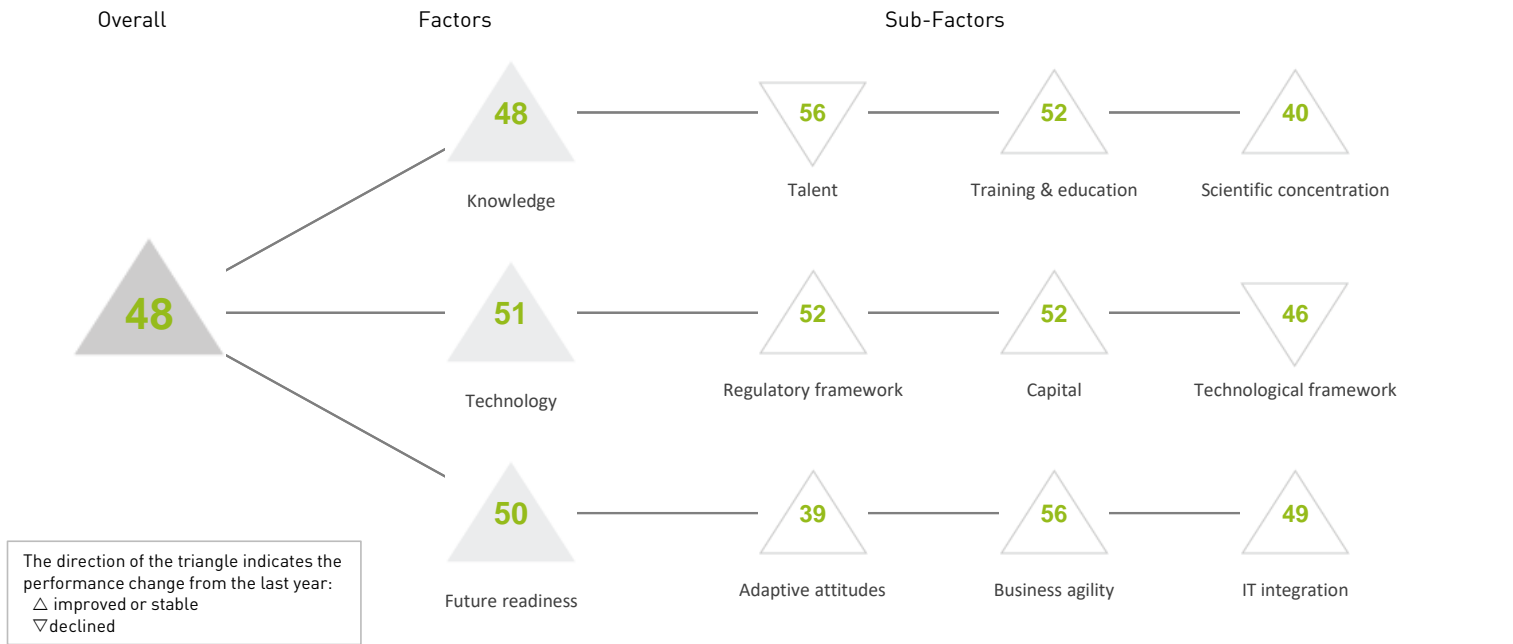 Overall Factors Sub-Factors
48 56 52 40
Knowledge Talent Training & education Scientific concentration
48
51 52 52 46
Technology Regulatory framework Capital Technological framework
50 39 56 49
Future readiness Adaptive attitudes Business agility IT integration
The direction of the triangle indicates the
performance change from the last year:
△ improved or stable
▽declined